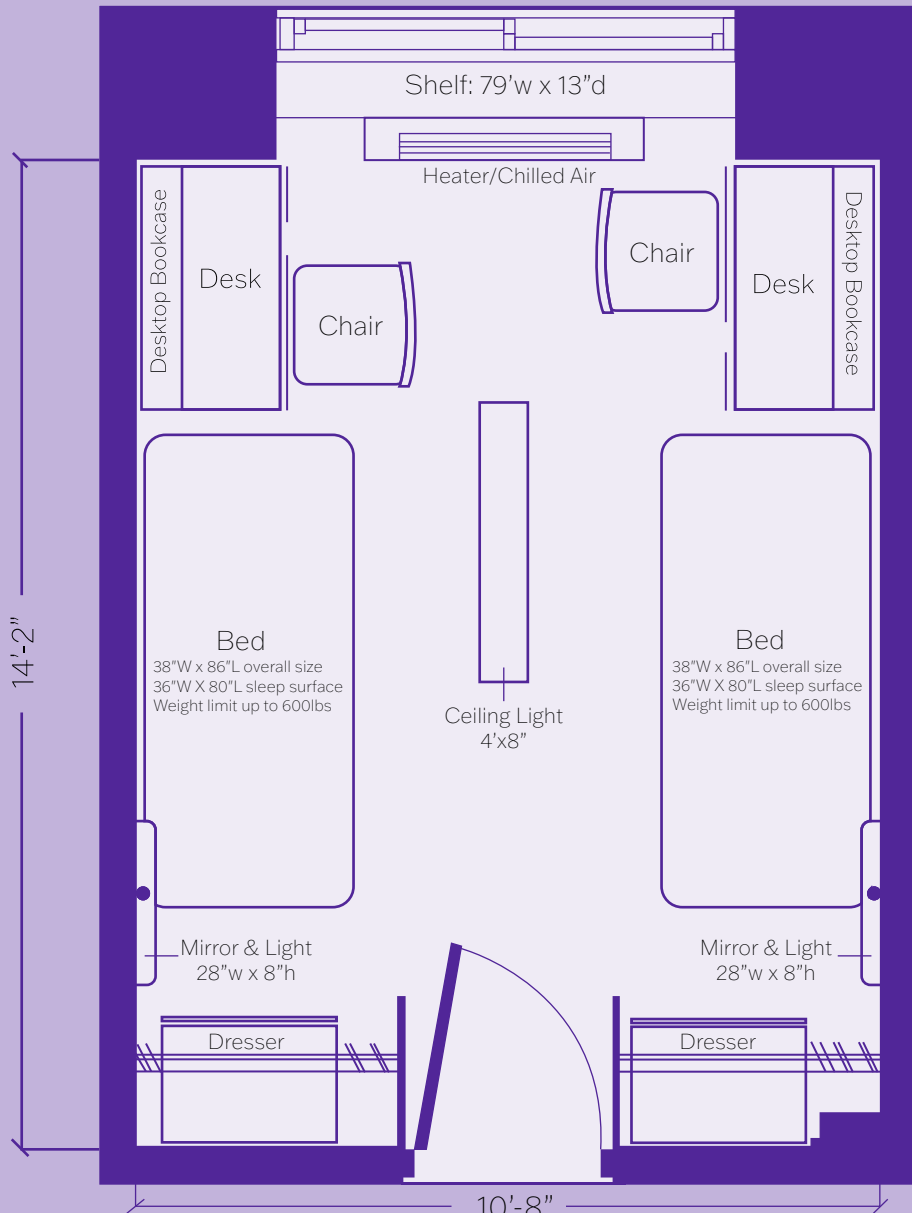 Shelf: 79’w x 13”d
Heater/Chilled Air
Desktop Bookcase
Desk
Chair
Chair
Desk
Desktop Bookcase
14’-2”
Bed
38”W x 86”L overall size
36”W X 80”L sleep surface
Weight limit up to 600lbs
Bed
38”W x 86”L overall size
36”W X 80”L sleep surface
Weight limit up to 600lbs
Ceiling Light
4’x8”
Mirror & Light
28”w x 8”h
Mirror & Light
28”w x 8”h
Dresser
Dresser
10’-8”